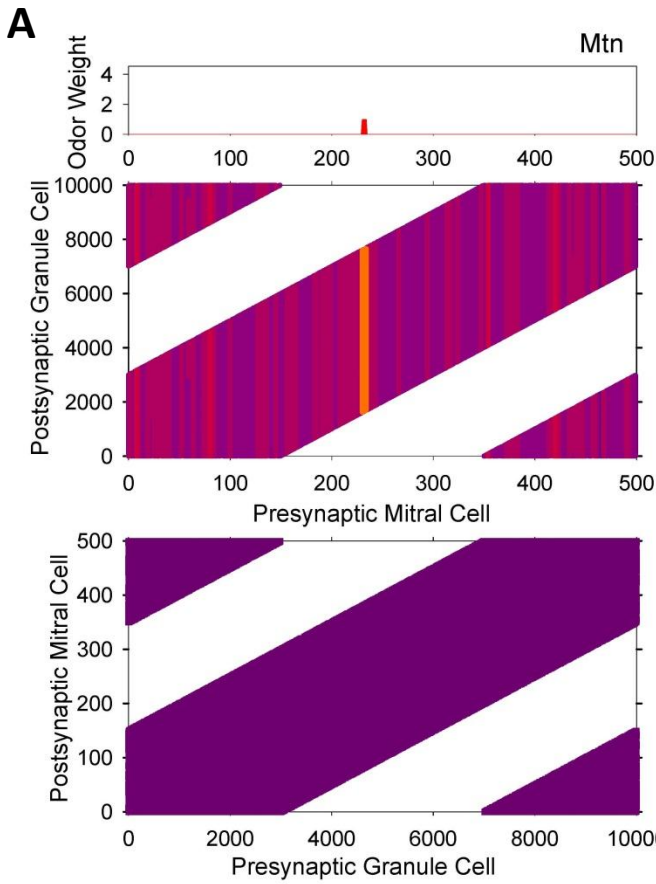 A
Mtn
Odor Weight
4
2
0
0 100 200 300 400 500
Postsynaptic Granule Cell
10000
8000
6000
4000
2000
0
0 100 200 300 400 500
Presynaptic Mitral Cell
Postsynaptic Mitral Cell
500
400
300
200
100
0
0 2000 4000 6000 8000 10000
Presynaptic Granule Cell